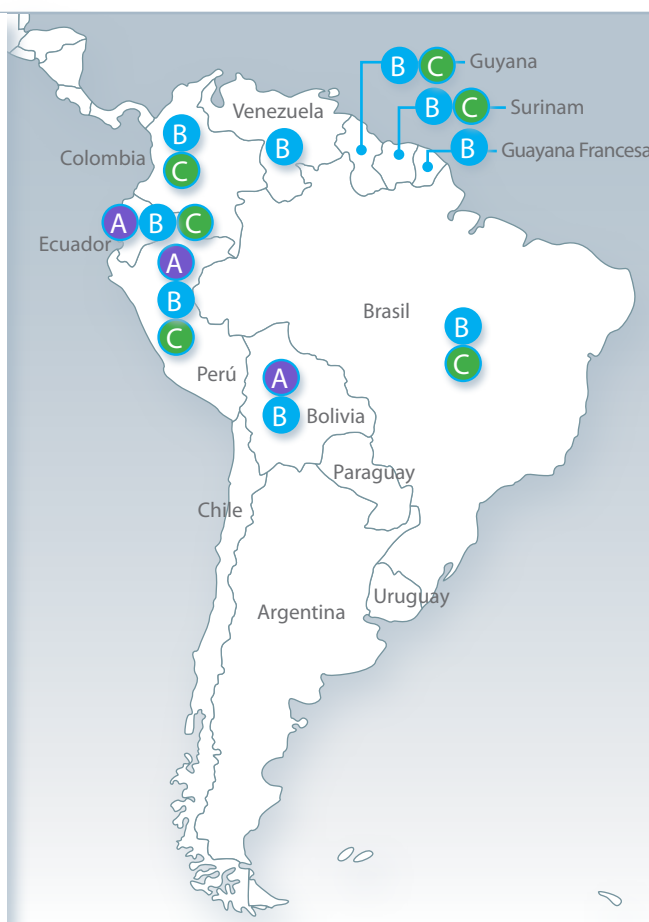 B C Guyana
Venezuela
B C Surinam
B
B
B Guayana Francesa
Colombia
C
A B C
Ecuador
A
B
Brasil
B
C
C
Perú
A
B
Bolivia
Paraguay
Chile
Uruguay
Argentina